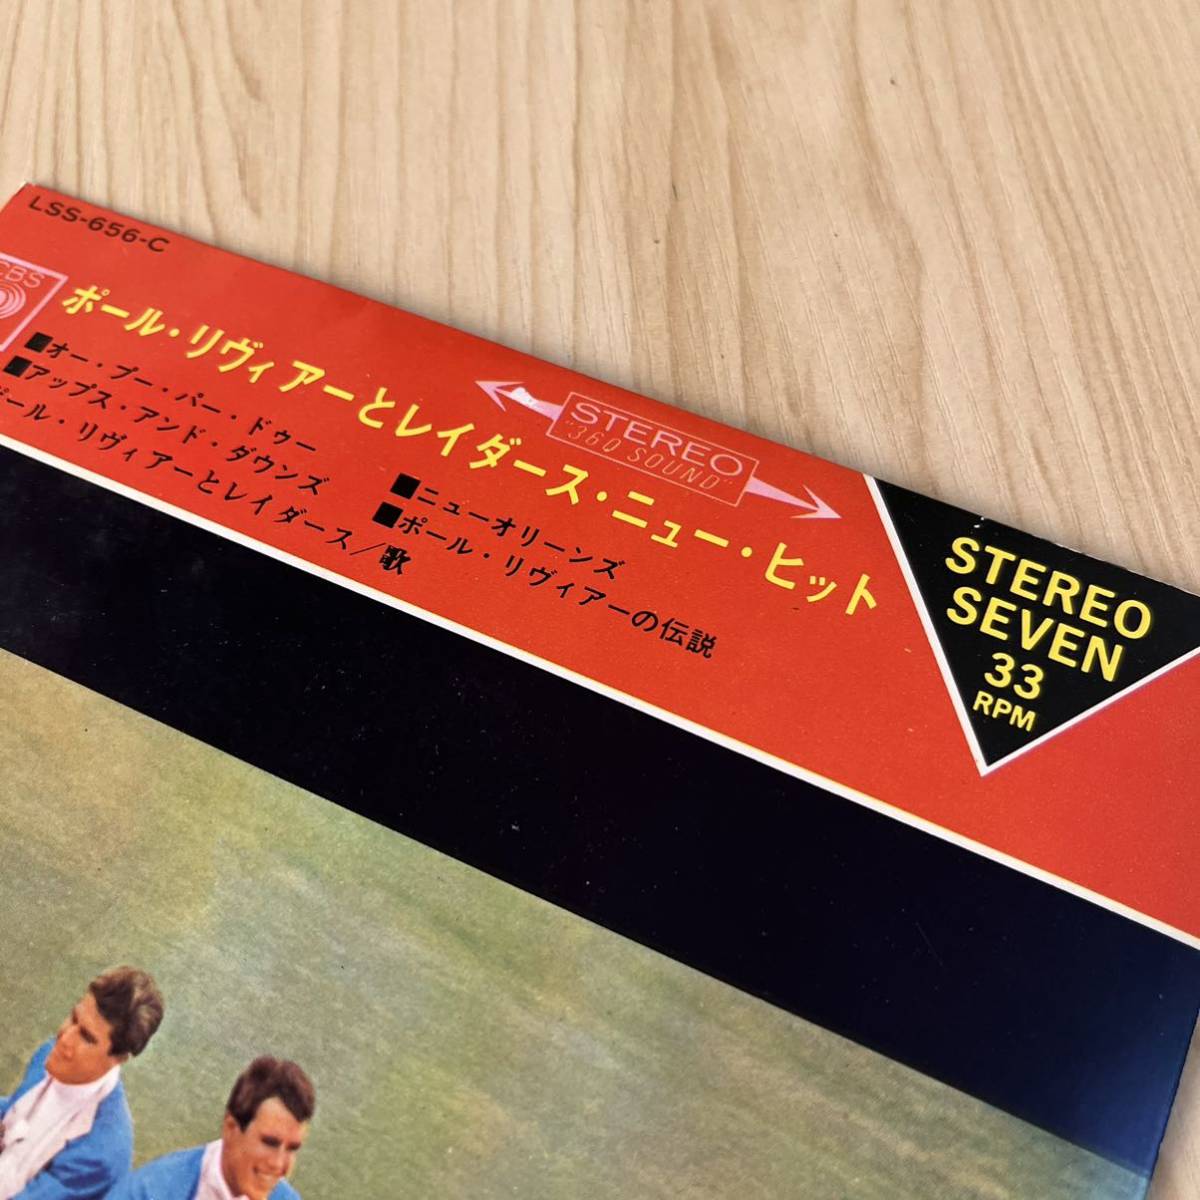 LSS-656-C
CBS
ポール・リヴィアーとレイダース・ニュー・ヒット
STEREO
"360 SOUND"
■オー・プー・パー・ドゥー
■アップス・アンド・ダウンズ
■ニューオリーンズ
■ポール・リヴィアーの伝説
ポール・リヴィアーとレイダース/歌
STEREO
SEVEN
33
RPM